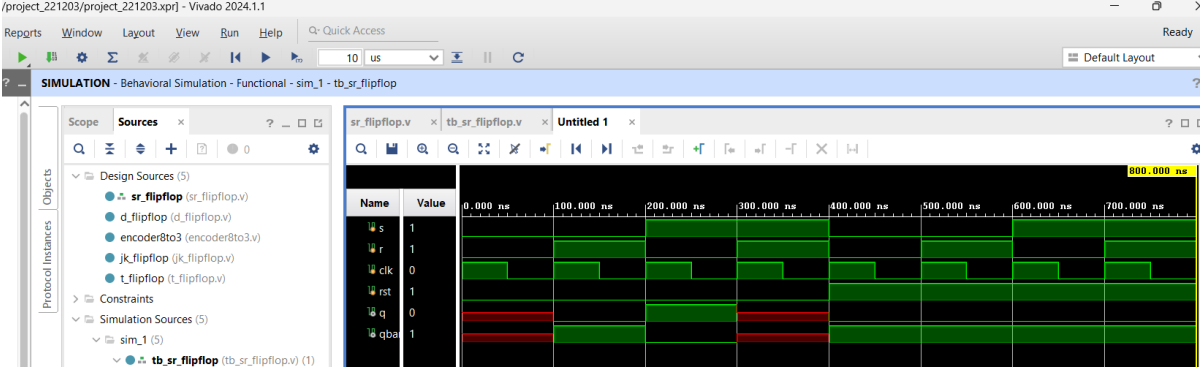 /project_221203/project_221203.xpr] - Vivado 2024.1.1
Reports Window Layout View Run Help Quick Access Ready
10 us Default Layout
? SIMULATION - Behavioral Simulation - Functional - sim_1 - tb_sr_flipflop ?
Objects
Protocol Instances
Scope Sources × ?
0
Design Sources (5)
sr_flipflop (sr_flipflop.v)
d_flipflop (d_flipflop.v)
encoder8to3 (encoder8to3.v)
jk_flipflop (jk_flipflop.v)
t_flipflop (t_flipflop.v)
Constraints
Simulation Sources (5)
sim_1 (5)
tb_sr_flipflop (tb_sr_flipflop.v) (1)
sr_flipflop.v × tb_sr_flipflop.v × Untitled 1 × ?
800.000 ns
Name Value 0.000 ns 100.000 ns 200.000 ns 300.000 ns 400.000 ns 500.000 ns 600.000 ns 700.000 ns
s 1
r 1
clk 0
rst 1
q 0
qbar 1